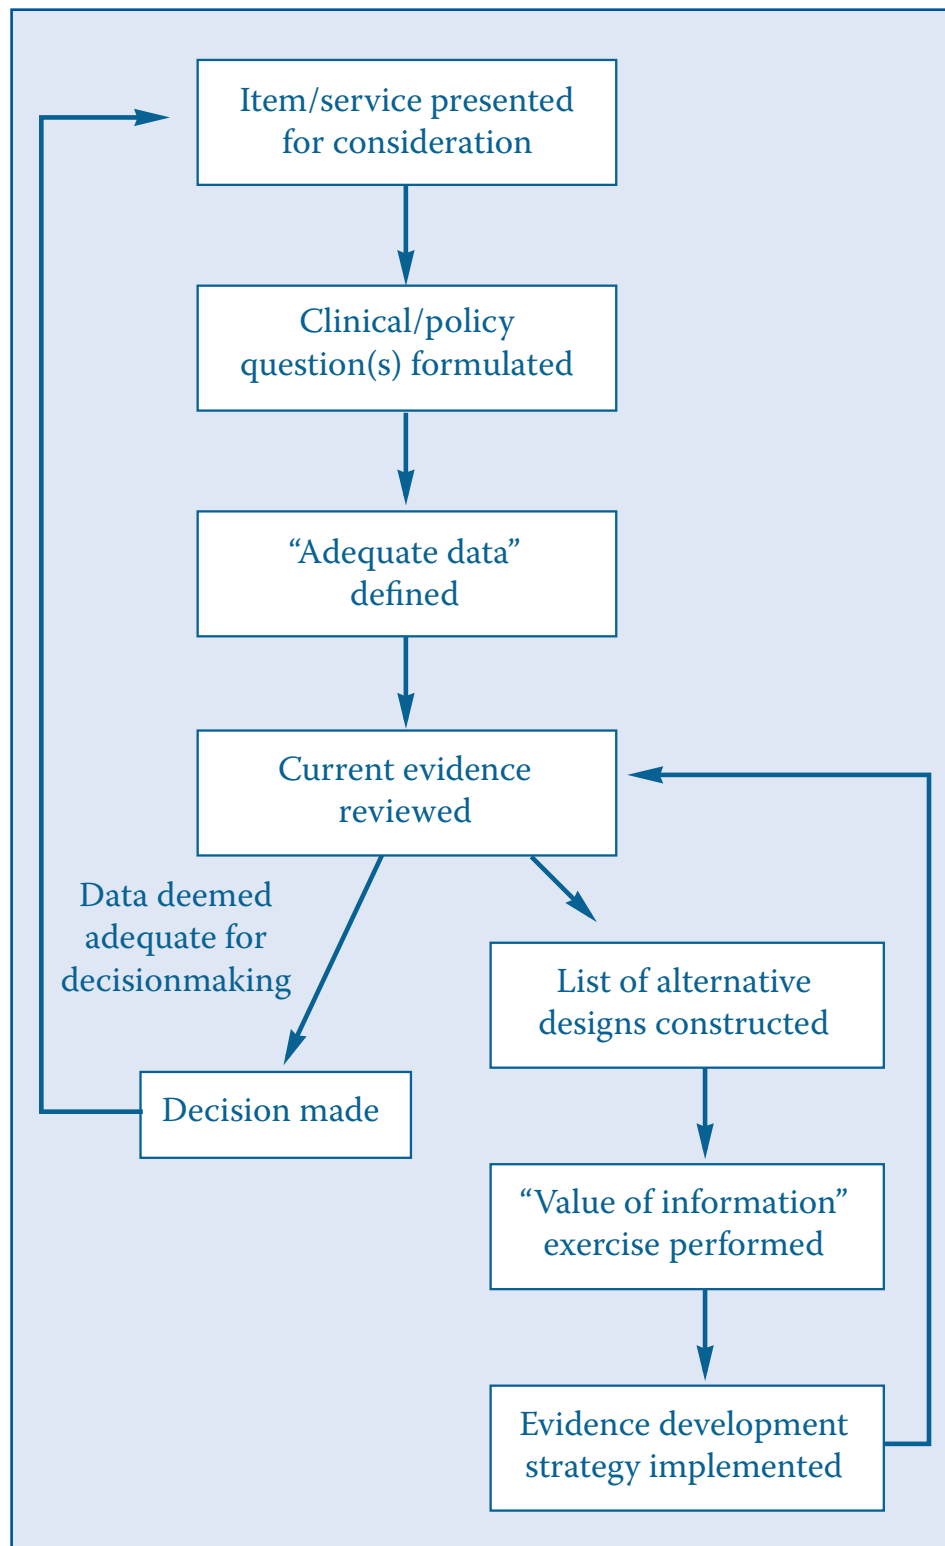 Item/service presented
for consideration
Clinical/policy
question(s) formulated
“Adequate data”
defined
Current evidence
reviewed
Data deemed
adequate for
decisionmaking
Decision made
List of alternative
designs constructed
“Value of information”
exercise performed
Evidence development
strategy implemented